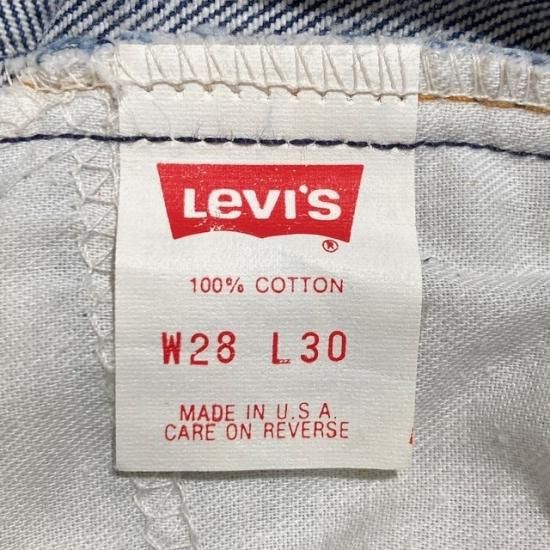 Levi's
®
100% COTTON
W28 L30
MADE IN U.S.A.
CARE ON REVERSE